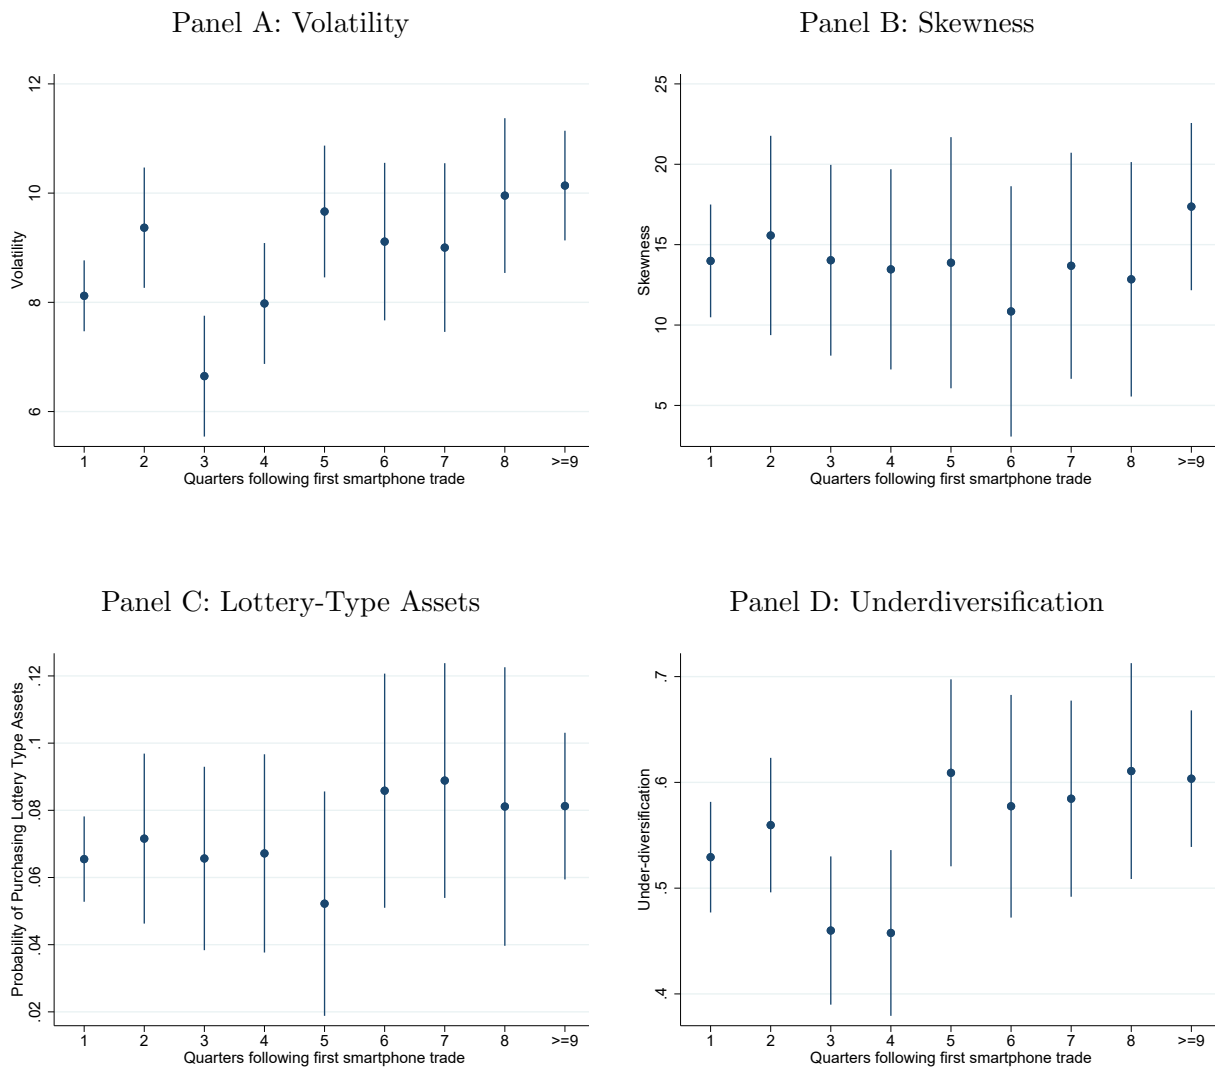 Panel A: Volatility
12
10
8
6
Volatility
1 2 3 4 5 6 7 8 >=9
Quarters following first smartphone trade
Panel B: Skewness
25
20
15
10
5
Skewness
1 2 3 4 5 6 7 8 >=9
Quarters following first smartphone trade
Panel C: Lottery-Type Assets
.12
.1
.08
.06
.04
.02
Probability of Purchasing Lottery Type Assets
1 2 3 4 5 6 7 8 >=9
Quarters following first smartphone trade
Panel D: Underdiversification
.7
.6
.5
.4
Under-diversification
1 2 3 4 5 6 7 8 >=9
Quarters following first smartphone trade